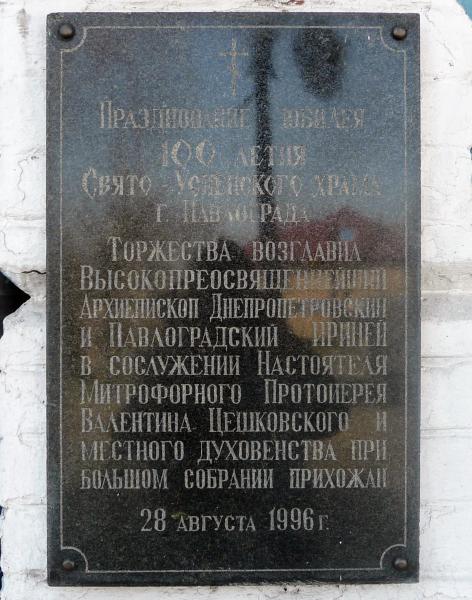 Празднование юбилея
100 летия
Свято-Успенского храма
г. Павлограда
Торжества возглавил
Высокопреосвященнейший
Архиепископ Днепропетровский
и Павлоградский Ириней
в сослужении Настоятеля
Митрофорного Протоиерея
Валентина Цешковского и
местного духовенства при
большом собрании прихожан
28 августа 1996 г.